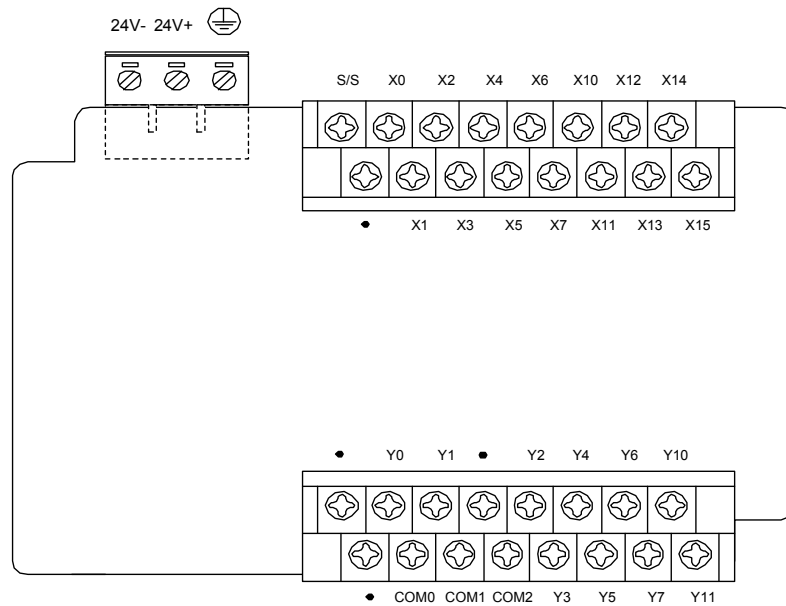 24V- 24V+
S/S X0 X2 X4 X6 X10 X12 X14
● X1 X3 X5 X7 X11 X13 X15
● Y0 Y1 ● Y2 Y4 Y6 Y10
● COM0 COM1 COM2 Y3 Y5 Y7 Y11